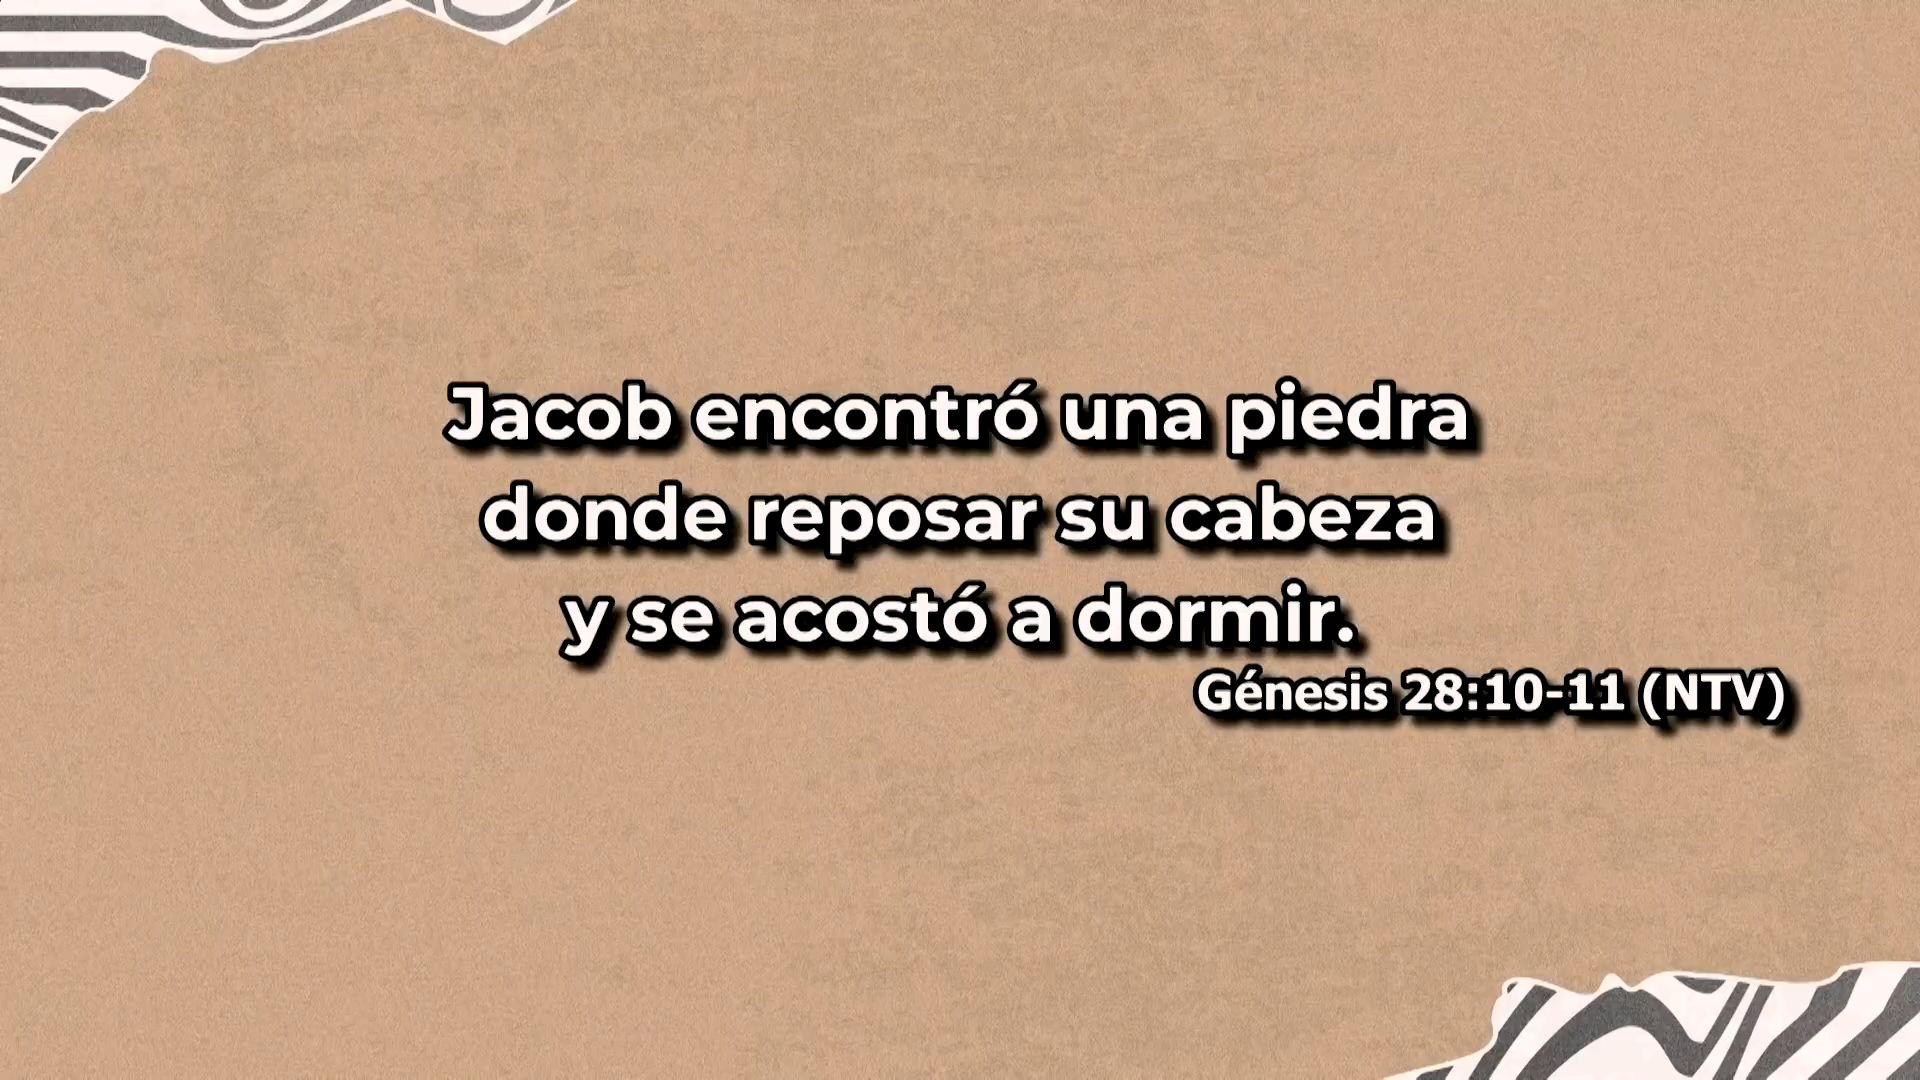 Jacob encontró una piedra
donde reposar su cabeza
y se acostó a dormir.
Génesis 28:10-11 (NTV)